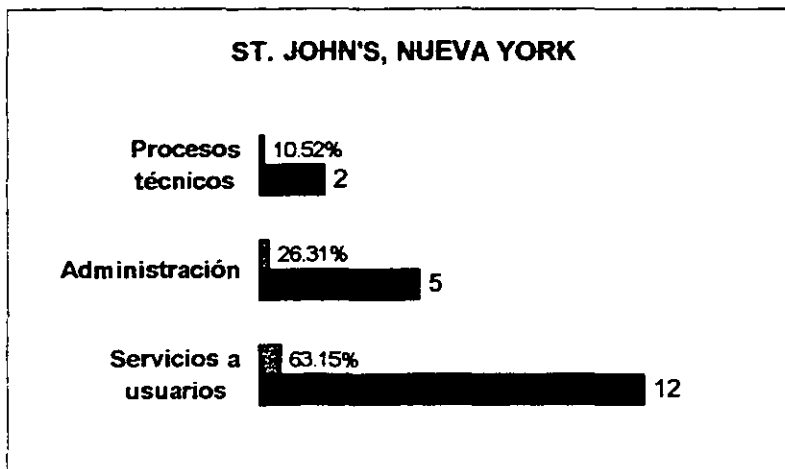 ST. JOHN'S, NUEVA YORK
Procesos
técnicos
10.52%
2
Administración
26.31%
5
Servicios a
usuarios
63.15%
12